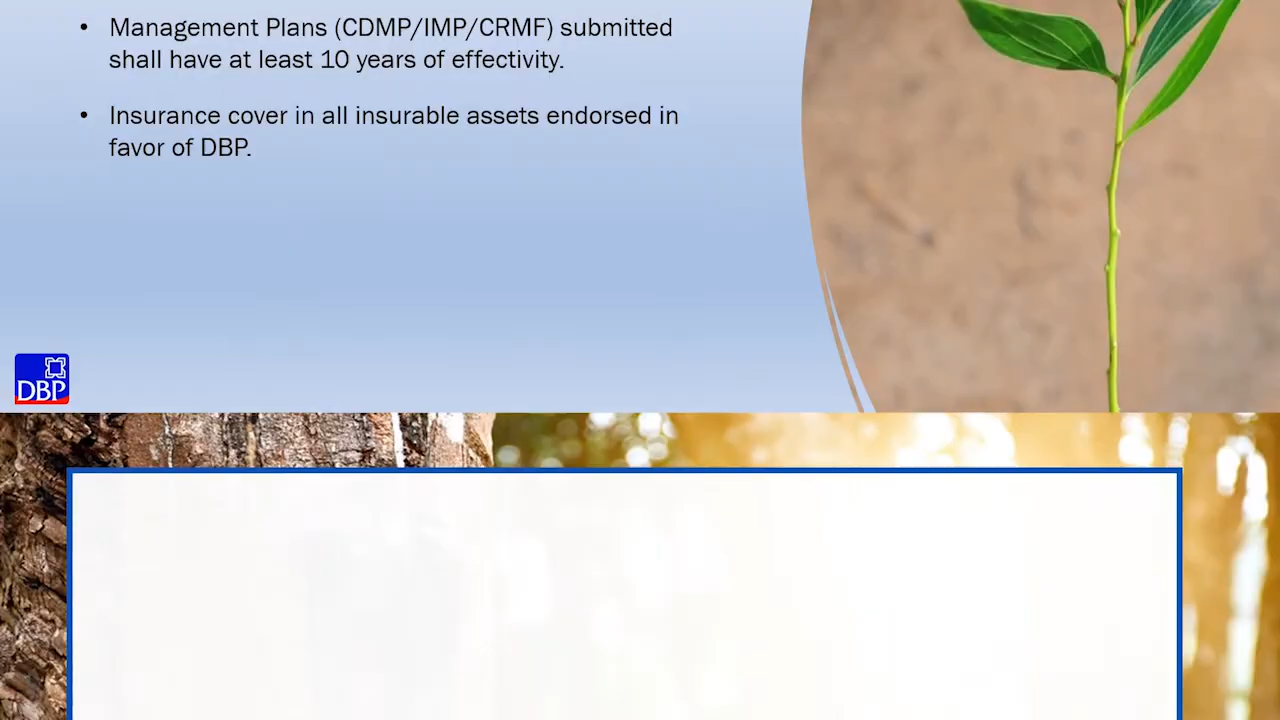 • Management Plans (CDMP/IMP/CRMF) submitted
shall have at least 10 years of effectivity.
• Insurance cover in all insurable assets endorsed in
favor of DBP.
DBP